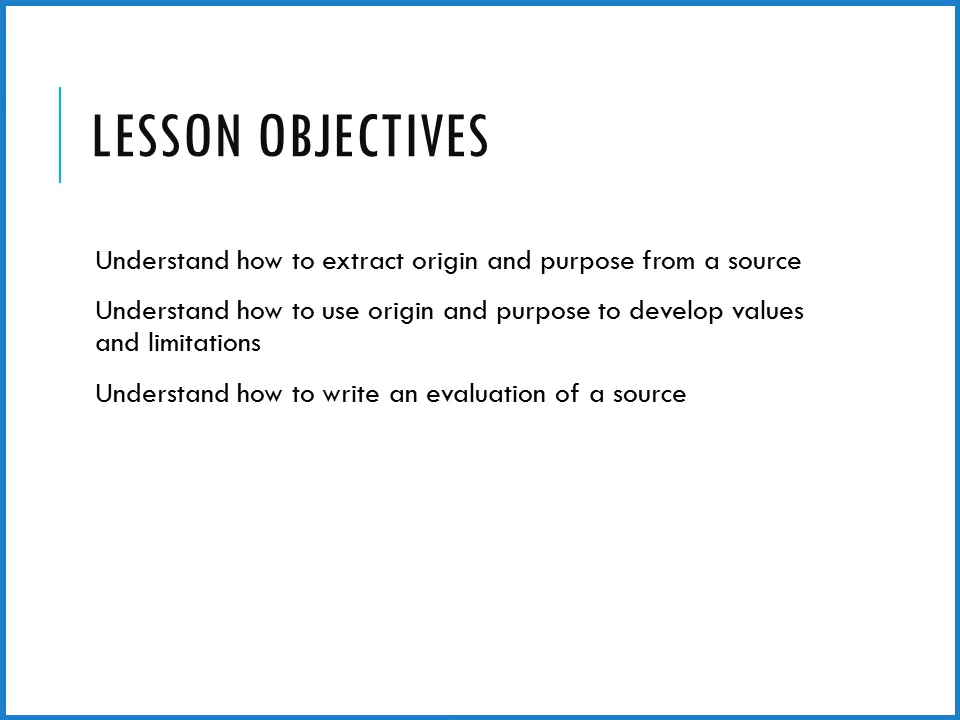 LESSON OBJECTIVES
Understand how to extract origin and purpose from a source
Understand how to use origin and purpose to develop values
and limitations
Understand how to write an evaluation of a source